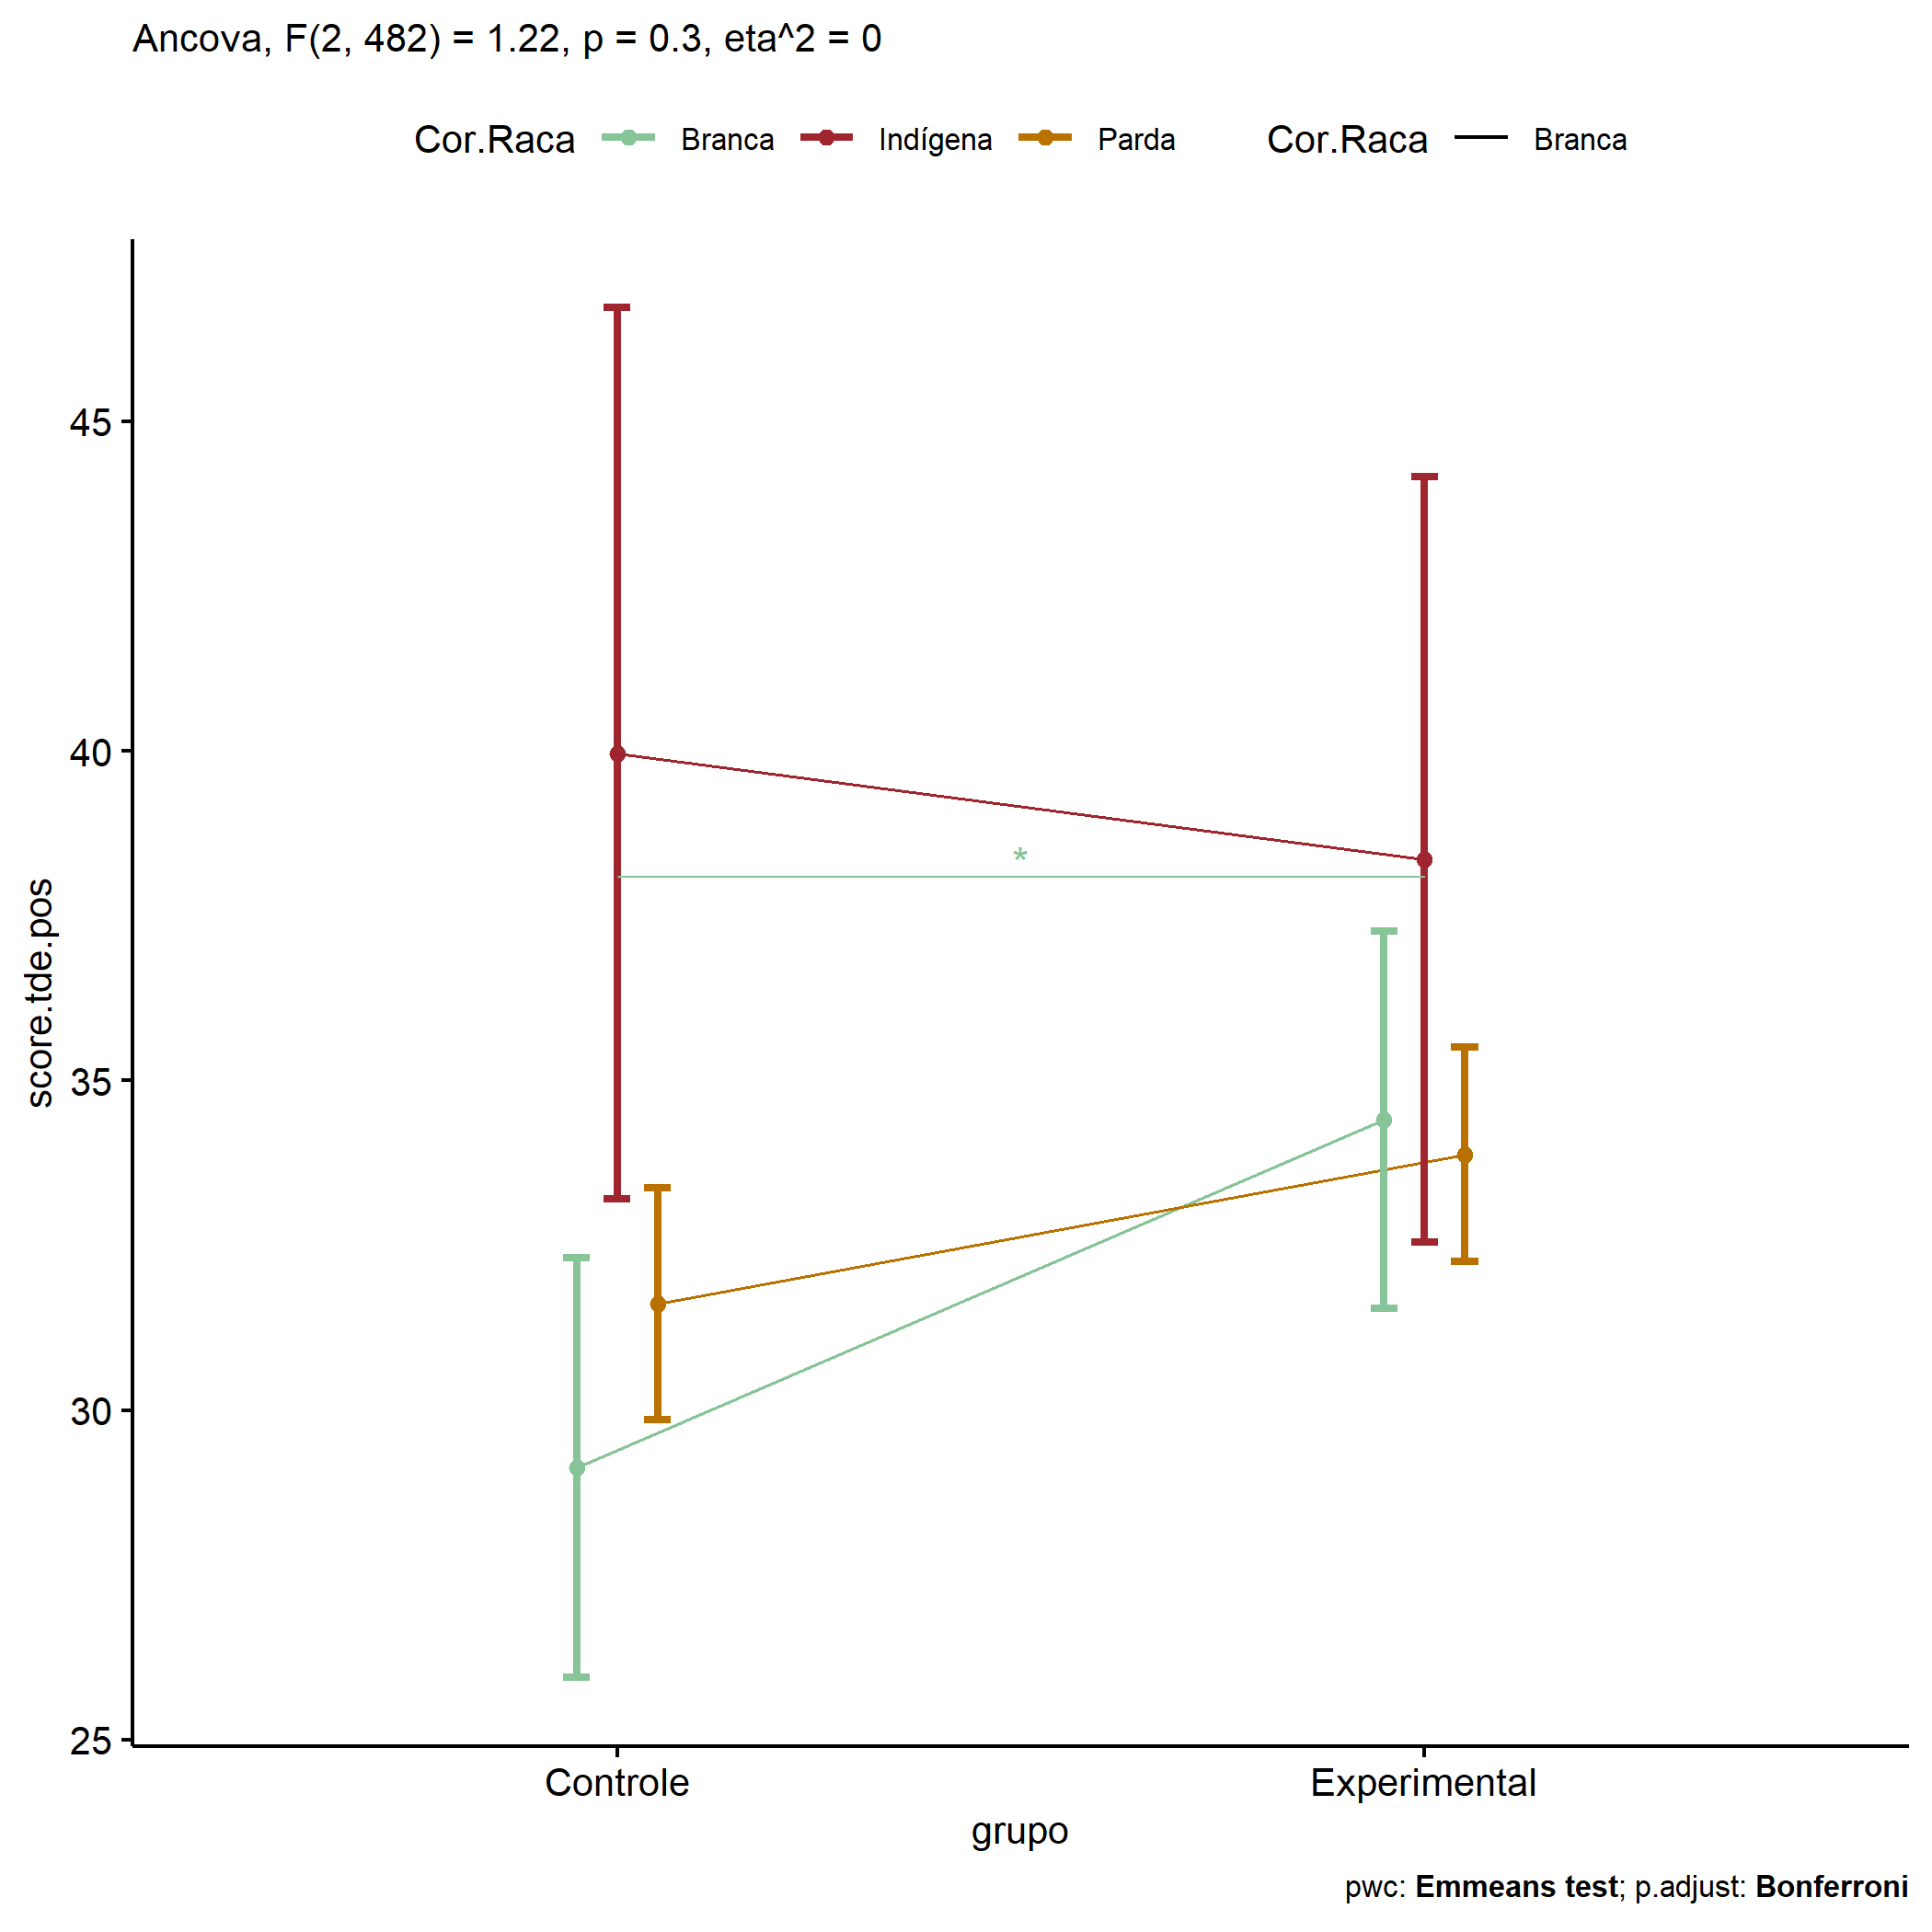 Ancova, F(2, 482) = 1.22, p = 0.3, eta^2 = 0
Cor.Raca Branca Indígena Parda Cor.Raca Branca
45
40
35
30
25
score.tde.pos
*
Controle Experimental
grupo
pwc: Emmeans test; p.adjust: Bonferroni